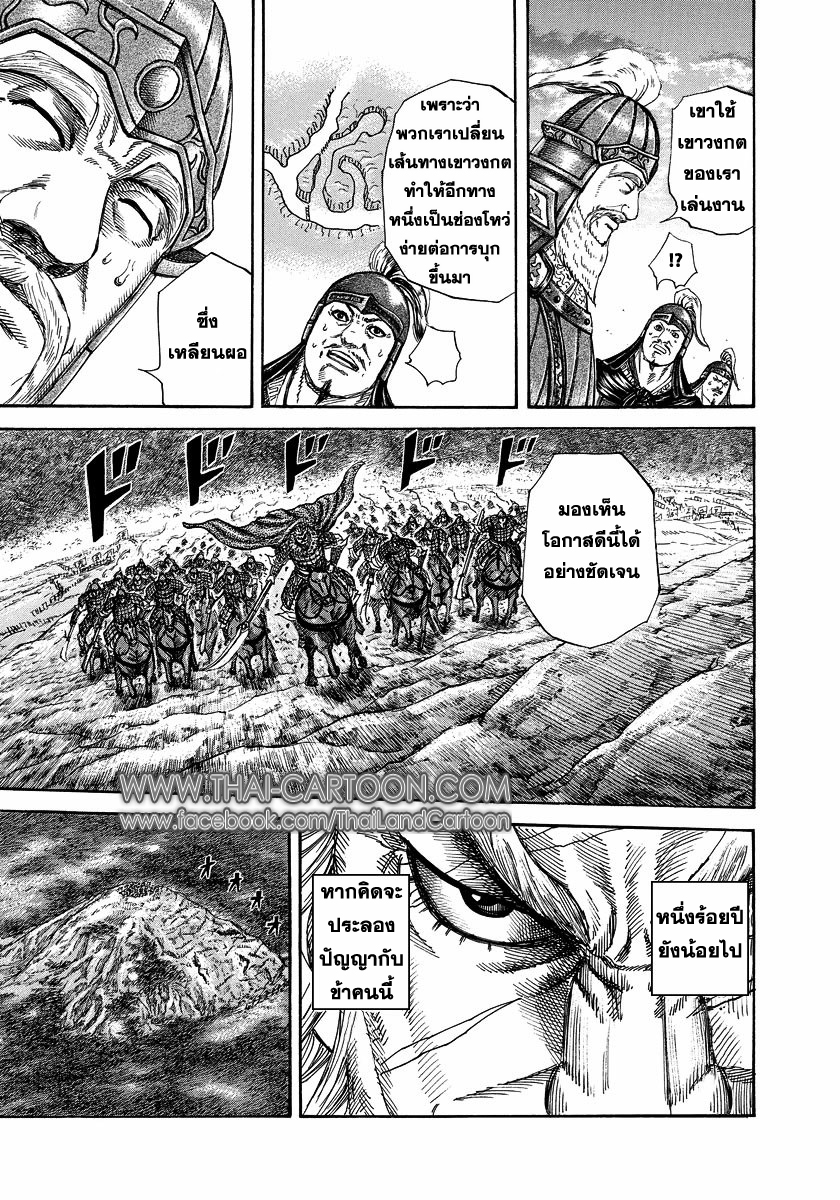 เขาใช้
เขาวงกต
ของเรา
เล่นงาน
!?
เพราะว่า
พวกเราเปลี่ยน
เส้นทางเขาวงกต
ทำให้อีกทาง
หนึ่งเป็นช่องโหว่
ง่ายต่อการบุก
ขึ้นมา
ซึ่ง
เหลียนผอ
มองเห็น
โอกาสดีนี้ได้
อย่างชัดเจน
ド ド ド ド ド
WWW.THAI-CARTOON.COM
www.facebook.com/ThaiLandCartoon
หนึ่งร้อยปี
ยังน้อยไป
หากคิดจะ
ประลอง
ปัญญากับ
ข้าคนนี้
オオオオ